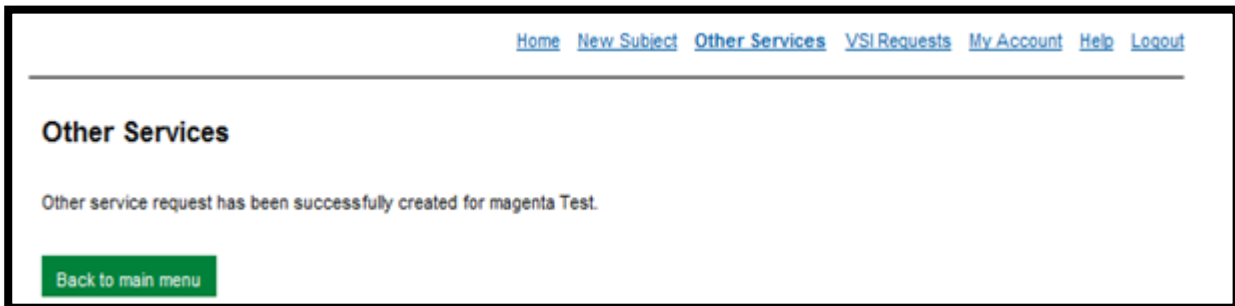 Home New Subject Other Services VSI Requests My Account Help Logout
Other Services
Other service request has been successfully created for magenta Test.
Back to main menu